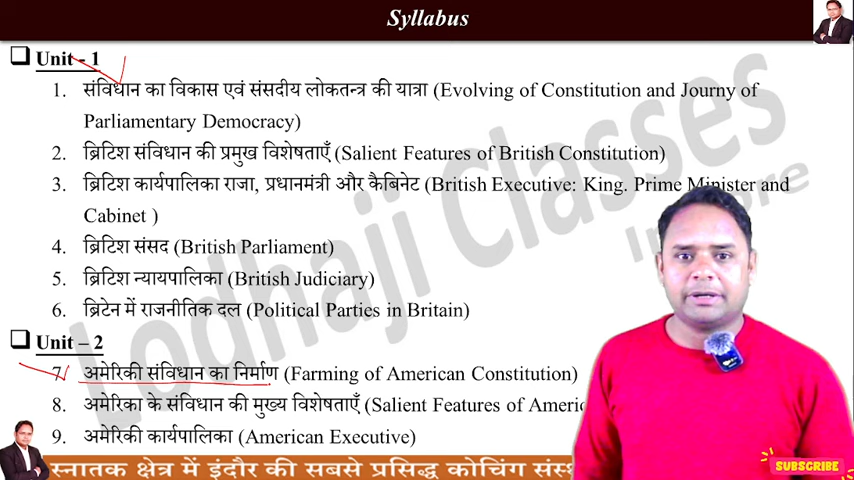 Syllabus
Unit - 1
1. संविधान का विकास एवं संसदीय लोकतन्त्र की यात्रा (Evolving of Constitution and Journy of
Parliamentary Democracy)
2. ब्रिटिश संविधान की प्रमुख विशेषताएँ (Salient Features of British Constitution)
3. ब्रिटिश कार्यपालिका राजा, प्रधानमंत्री और कैबिनेट (British Executive: King. Prime Minister and
Cabinet )
4. ब्रिटिश संसद (British Parliament)
5. ब्रिटिश न्यायपालिका (British Judiciary)
6. ब्रिटेन में राजनीतिक दल (Political Parties in Britain)
Unit – 2
7. अमेरिकी संविधान का निर्माण (Farming of American Constitution)
8. अमेरिका के संविधान की मुख्य विशेषताएँ (Salient Features of
9. अमेरिकी कार्यपालिका (American Executive)
Lodhaji Classes
स्नातक क्षेत्र में इंदौर की सबसे प्रसिद्ध कोचिंग
SUBSCRIBE